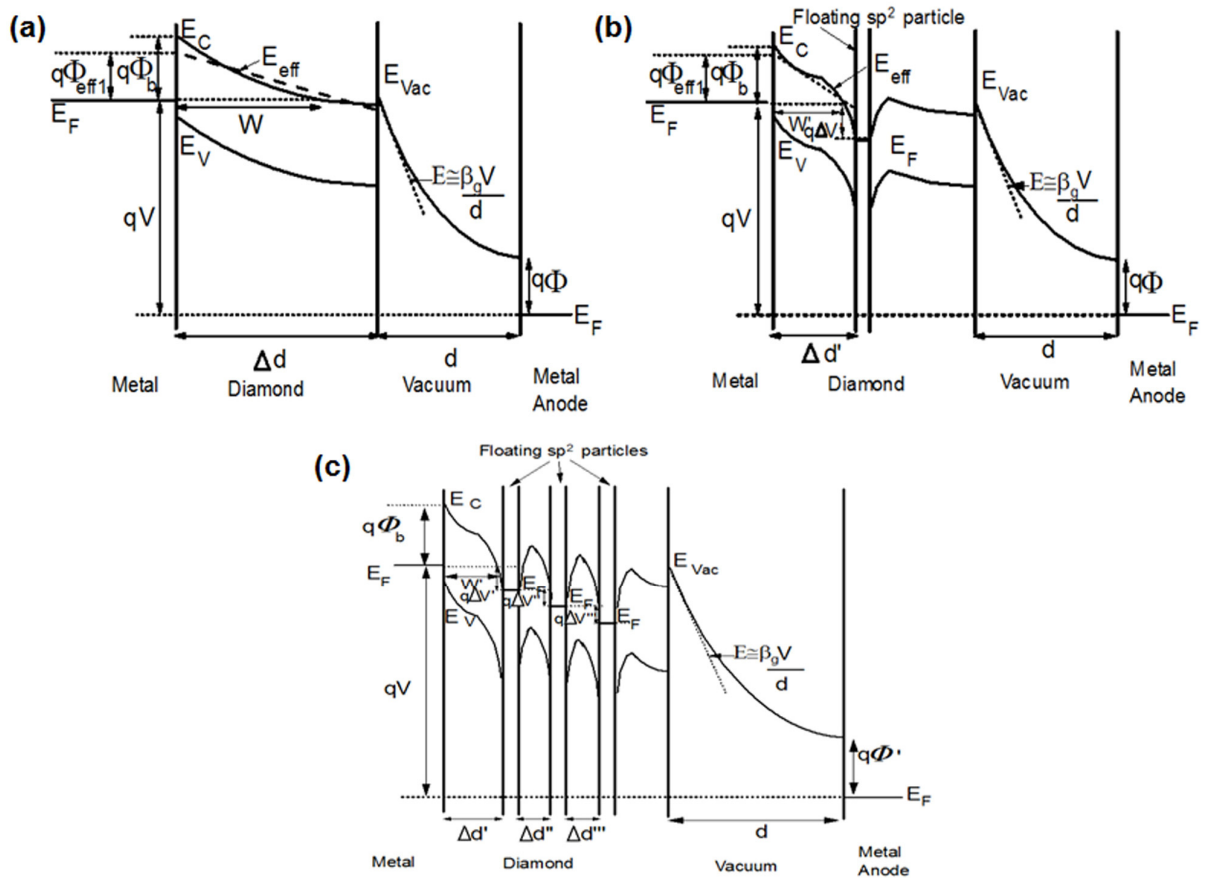 (a)
E_C
E_eff
qΦ_eff1
qΦ_b
E_F
W
E_V
E_Vac
E≅β_gV
d
qV
qΦ
E_F
Δd
d
Metal
Diamond
Vacuum
Metal
Anode
(b)
Floating sp² particle
E_C
E_eff
qΦ_eff1
qΦ_b
E_F
W'
qΔV'
E_V
E_F
E_Vac
E≅β_gV
d
qV
qΦ
E_F
Δd'
d
Metal
Diamond
Vacuum
Metal
Anode
(c)
Floating sp² particles
E_C
qΦ_b
E_F
W'
qΔV'
E_V
E_F
qΔV''
E_F
qΔV'''
E_F
E_Vac
E≅β_gV
d
qV
qΦ'
E_F
Δd'
Δd''
Δd'''
d
Metal
Diamond
Vacuum
Metal
Anode